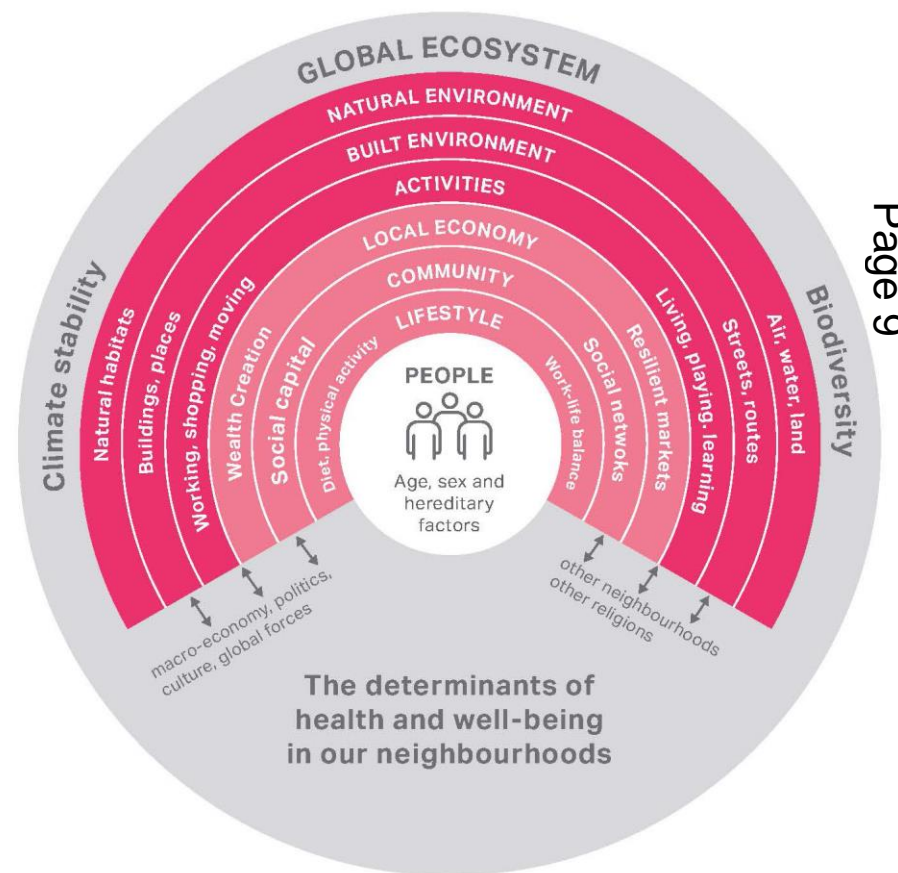 GLOBAL ECOSYSTEM
NATURAL ENVIRONMENT
BUILT ENVIRONMENT
ACTIVITIES
LOCAL ECONOMY
COMMUNITY
LIFESTYLE
PEOPLE
Age, sex and
hereditary
factors
Climate stability
Natural habitats
Buildings, places
Working, shopping, moving
Wealth Creation
Social capital
Diet, physical activity
Work-life balance
Social netwoks
Resilient markets
Living, playing. learning
Streets, routes
Air, water, land
Biodiversity
macro-economy, politics,
culture, global forces
other neighbourhoods
other religions
The determinants of
health and well-being
in our neighbourhoods
Page 9